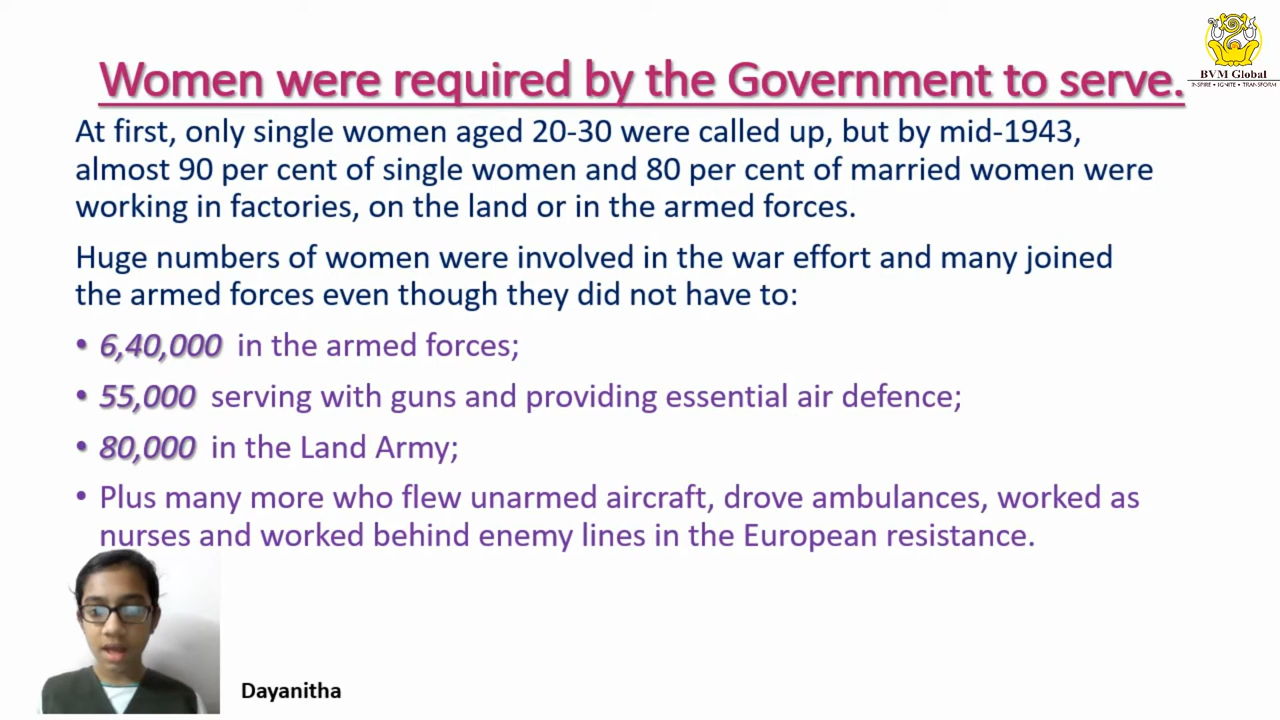 BVM Global
INSPIRE • IGNITE • TRANSFORM
Women were required by the Government to serve.
At first, only single women aged 20-30 were called up, but by mid-1943,
almost 90 per cent of single women and 80 per cent of married women were
working in factories, on the land or in the armed forces.
Huge numbers of women were involved in the war effort and many joined
the armed forces even though they did not have to:
• 6,40,000 in the armed forces;
• 55,000 serving with guns and providing essential air defence;
• 80,000 in the Land Army;
• Plus many more who flew unarmed aircraft, drove ambulances, worked as
nurses and worked behind enemy lines in the European resistance.
Dayanitha